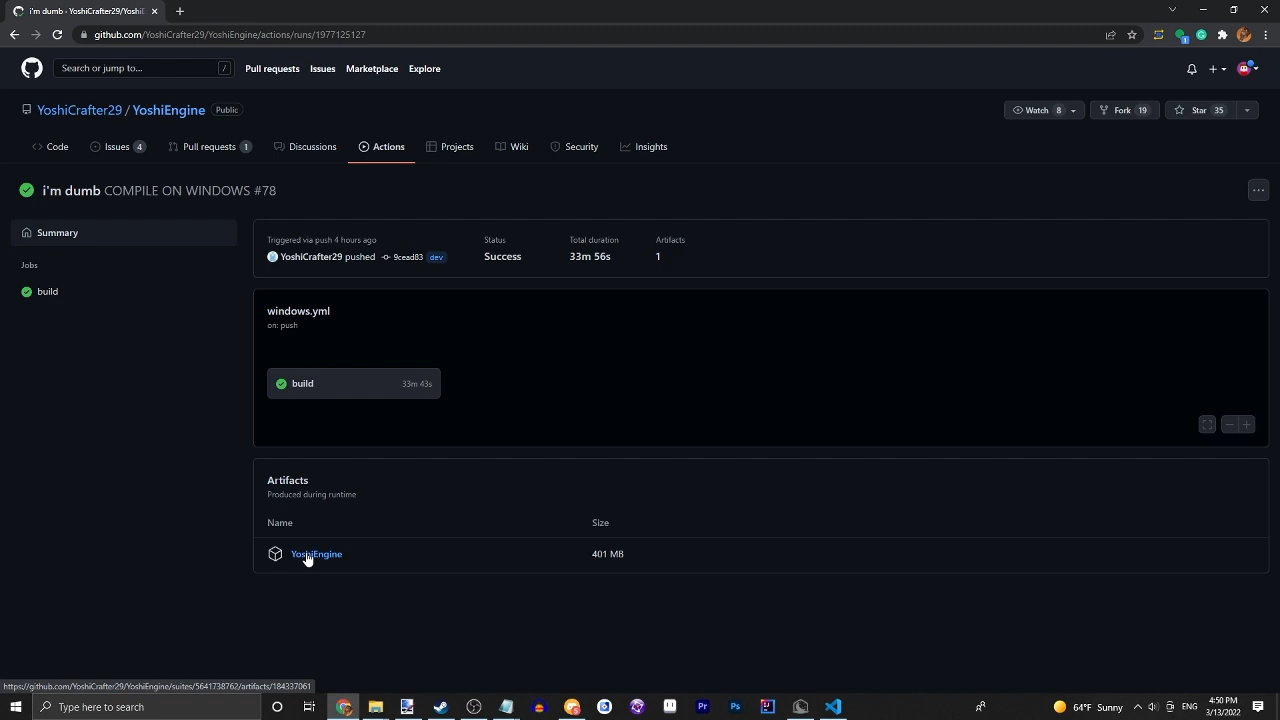 i'm dumb · YoshiCrafter29/YoshiE
github.com/YoshiCrafter29/YoshiEngine/actions/runs/1977125127
Search or jump to... /
Pull requests Issues Marketplace Explore
YoshiCrafter29 / YoshiEngine Public
Watch 8
Fork 19
Star 35
Code
Issues 4
Pull requests 1
Discussions
Actions
Projects
Wiki
Security
Insights
i'm dumb COMPILE ON WINDOWS #78
Summary
Jobs
build
Triggered via push 4 hours ago
YoshiCrafter29 pushed 9cead83 dev
Status
Success
Total duration
33m 56s
Artifacts
1
windows.yml
on: push
build 33m 43s
Artifacts
Produced during runtime
Name Size
YoshiEngine 401 MB
https://github.com/YoshiCrafter29/YoshiEngine/suites/5641738762/artifacts/184337061
Type here to search
64°F Sunny
ENG
4:50 PM
3/13/2022